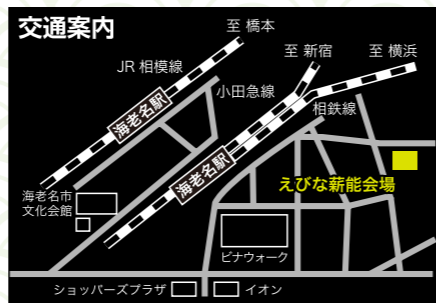 交通案内
至 橋本
至 新宿
至 横浜
JR 相模線
小田急線
相鉄線
海老名駅
海老名駅
えびな薪能会場
海老名市
文化会館
ビナウォーク
ショッパーズプラザ
イオン